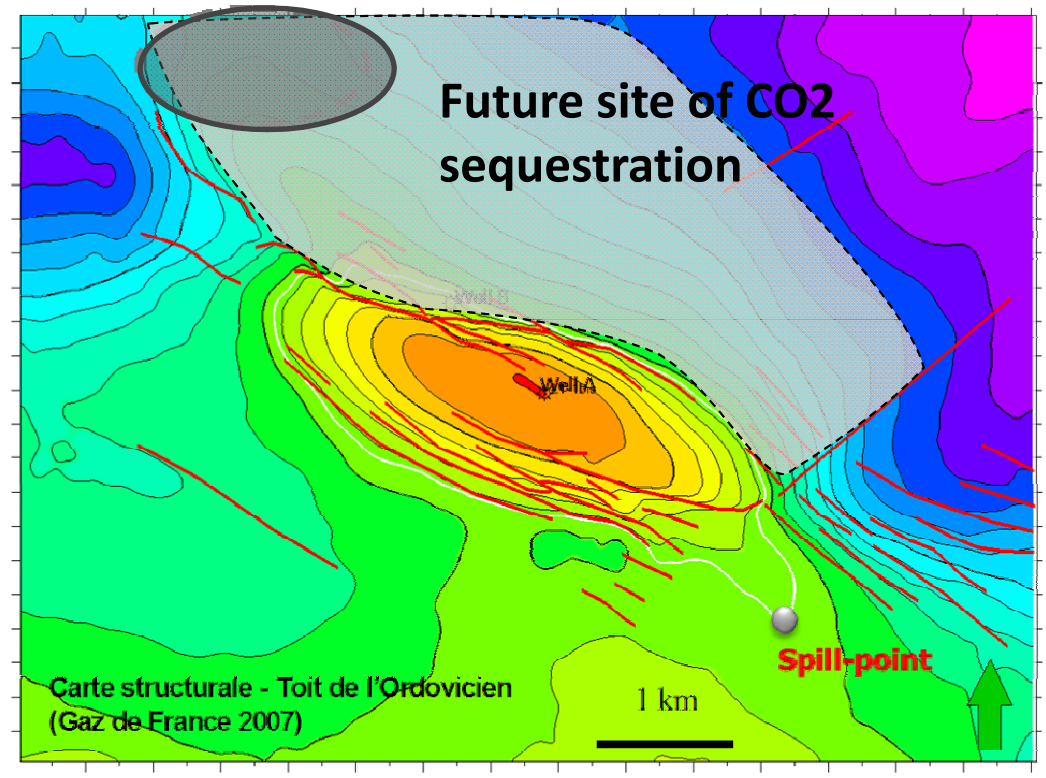 Future site of CO2
sequestration
Well B
Well A
Spill-point
Carte structurale - Toit de l'Ordovicien
(Gaz de France 2007)
1 km